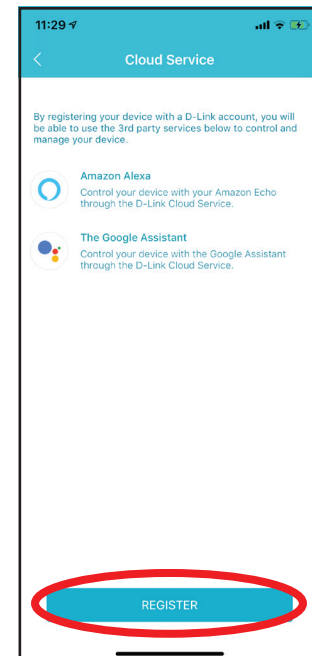 11:29
Cloud Service
By registering your device with a D-Link account, you will
be able to use the 3rd party services below to control and
manage your device.
Amazon Alexa
Control your device with your Amazon Echo
through the D-Link Cloud Service.
The Google Assistant
Control your device with the Google Assistant
through the D-Link Cloud Service.
REGISTER